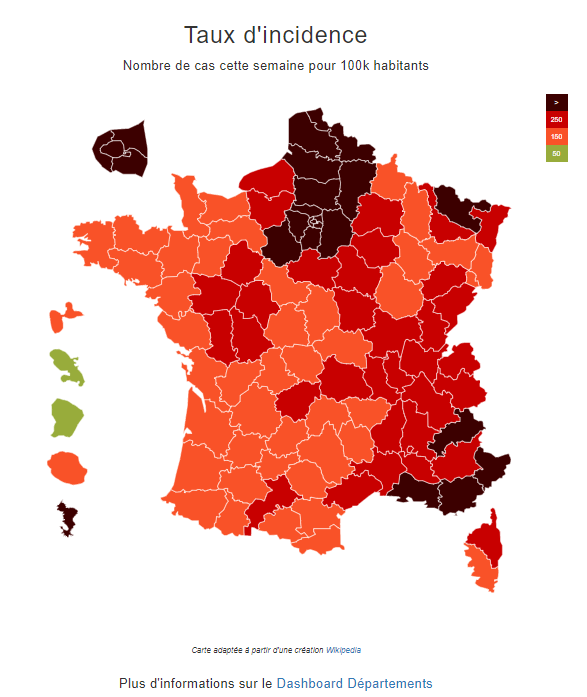 Taux d'incidence
Nombre de cas cette semaine pour 100k habitants
>
250
150
50
Carte adaptée à partir d'une création Wikipedia
Plus d'informations sur le Dashboard Départements